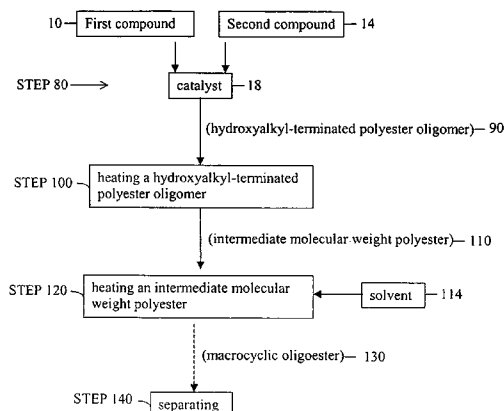 10 First compound Second compound 14
STEP 80 catalyst 18
(hydroxyalkyl-terminated polyester oligomer) 90
STEP 100 heating a hydroxyalkyl-terminated
polyester oligomer
(intermediate molecular weight polyester) 110
STEP 120 heating an intermediate molecular
weight polyester
solvent
114
(macrocyclic oligoester) 130
STEP 140 separating